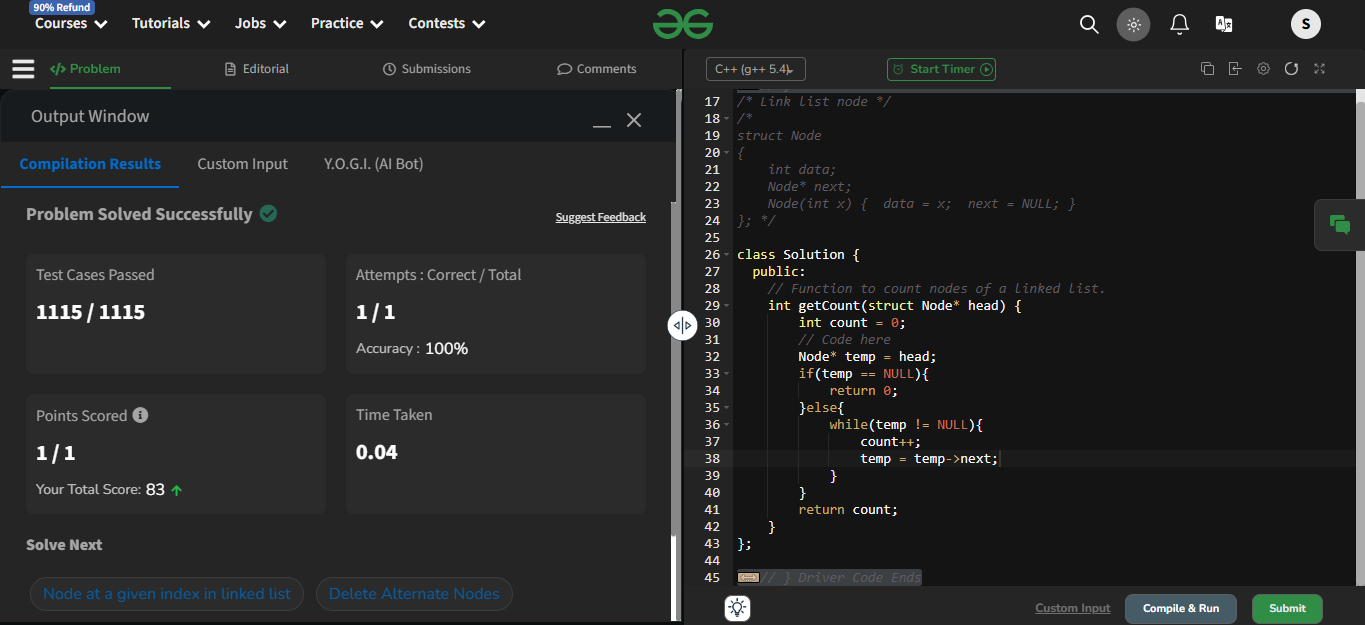 90% Refund
Courses Tutorials Jobs Practice Contests
S
</> Problem Editorial Submissions Comments
C++ (g++ 5.4) Start Timer
Output Window
Compilation Results Custom Input Y.O.G.I. (AI Bot)
Problem Solved Successfully
Suggest Feedback
Test Cases Passed
1115 / 1115
Attempts : Correct / Total
1 / 1
Accuracy : 100%
Points Scored
1 / 1
Your Total Score: 83
Time Taken
0.04
Solve Next
Node at a given index in linked list Delete Alternate Nodes
17 /* Link list node */
18 /*
19 struct Node
20 {
21     int data;
22     Node* next;
23     Node(int x) {  data = x;  next = NULL; }
24 }; */
25
26 class Solution {
27   public:
28     // Function to count nodes of a linked list.
29     int getCount(struct Node* head) {
30         int count = 0;
31         // Code here
32         Node* temp = head;
33         if(temp == NULL){
34             return 0;
35         }else{
36             while(temp != NULL){
37                 count++;
38                 temp = temp->next;
39             }
40         }
41         return count;
42     }
43 };
44
45 // } Driver Code Ends
Custom Input Compile & Run Submit